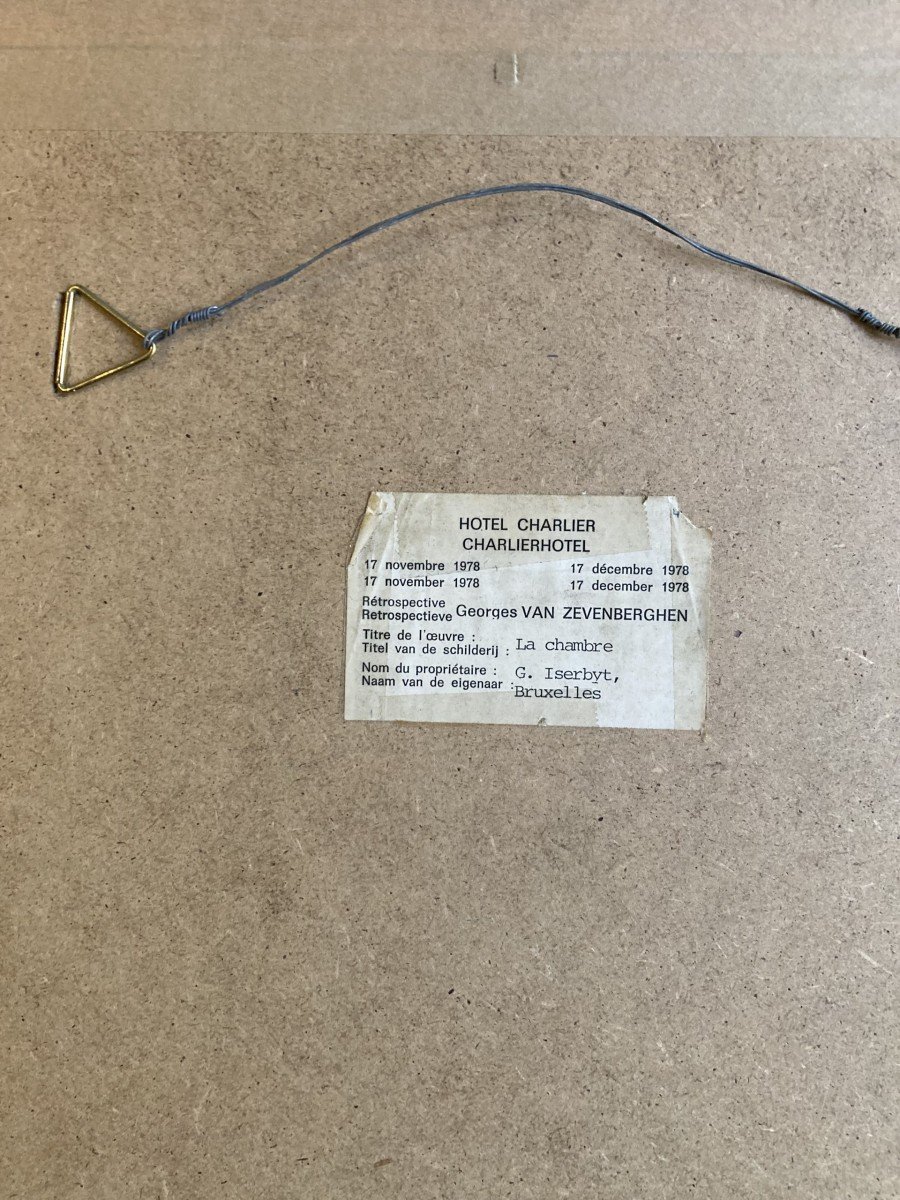 HOTEL CHARLIER
CHARLIERHOTEL
17 novembre 1978 17 décembre 1978
17 november 1978 17 december 1978
Rétrospective
Retrospectieve Georges VAN ZEVENBERGHEN
Titre de l'œuvre :
Titel van de schilderij : La chambre
Nom du propriétaire : G. Iserbyt,
Naam van de eigenaar : Bruxelles